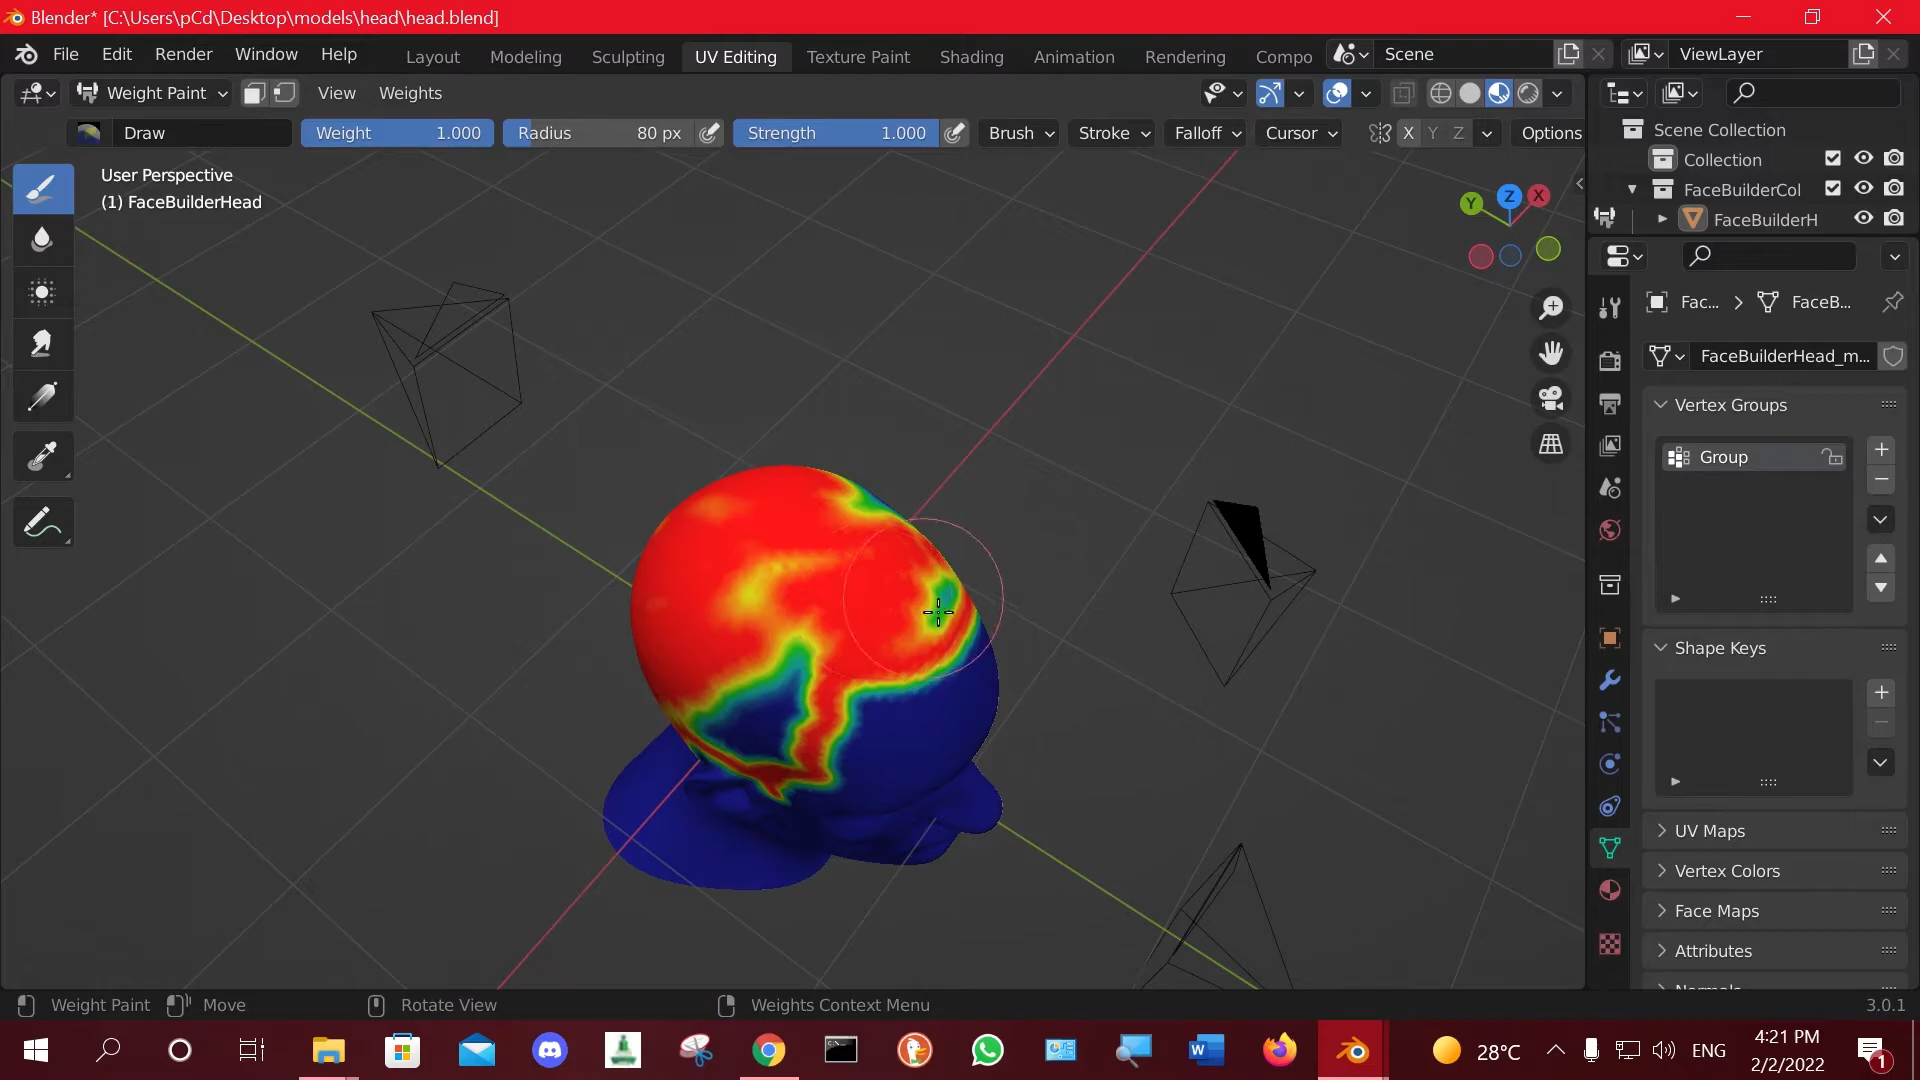 Blender* [C:\Users\pCd\Desktop\models\head\head.blend]
File Edit Render Window Help Layout Modeling Sculpting UV Editing Texture Paint Shading Animation Rendering Compo Scene ViewLayer
Weight Paint View Weights
Draw Weight 1.000 Radius 80 px Strength 1.000 Brush Stroke Falloff Cursor X Y Z Options
User Perspective
(1) FaceBuilderHead
Z X Y
Scene Collection
Collection
FaceBuilderCol
FaceBuilderH
Fac... FaceB...
FaceBuilderHead_m...
Vertex Groups
Group
Shape Keys
UV Maps
Vertex Colors
Face Maps
Attributes
Weight Paint Move Rotate View Weights Context Menu 3.0.1
28°C ENG
4:21 PM
2/2/2022
1